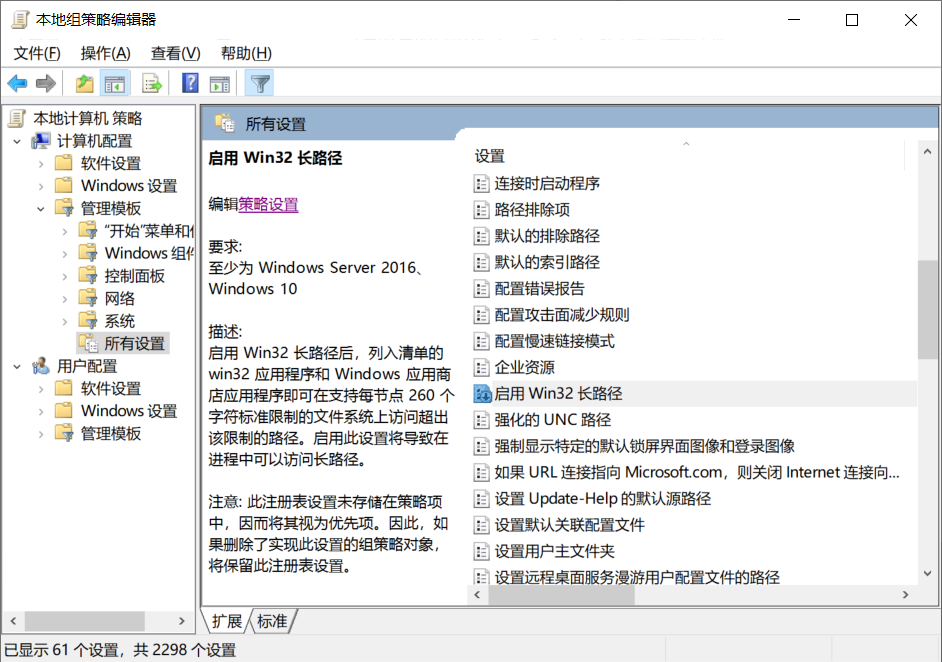 本地组策略编辑器
文件(F) 操作(A) 查看(V) 帮助(H)
本地计算机 策略
计算机配置
软件设置
Windows 设置
管理模板
“开始”菜单和
Windows 组件
控制面板
网络
系统
所有设置
用户配置
软件设置
Windows 设置
管理模板
所有设置
启用 Win32 长路径
编辑策略设置
要求:
至少为 Windows Server 2016、
Windows 10
描述:
启用 Win32 长路径后，列入清单的
win32 应用程序和 Windows 应用商
店应用程序即可在支持每节点 260 个
字符标准限制的文件系统上访问超出
该限制的路径。启用此设置将导致在
进程中可以访问长路径。
注意: 此注册表设置未存储在策略项
中，因而将其视为优先项。因此，如
果删除了实现此设置的组策略对象，
将保留此注册表设置。
设置
连接时启动程序
路径排除项
默认的排除路径
默认的索引路径
配置错误报告
配置攻击面减少规则
配置慢速链接模式
企业资源
启用 Win32 长路径
强化的 UNC 路径
强制显示特定的默认锁屏界面图像和登录图像
如果 URL 连接指向 Microsoft.com，则关闭 Internet 连接向...
设置 Update-Help 的默认源路径
设置默认关联配置文件
设置用户主文件夹
设置远程桌面服务漫游用户配置文件的路径
扩展 标准
已显示 61 个设置，共 2298 个设置